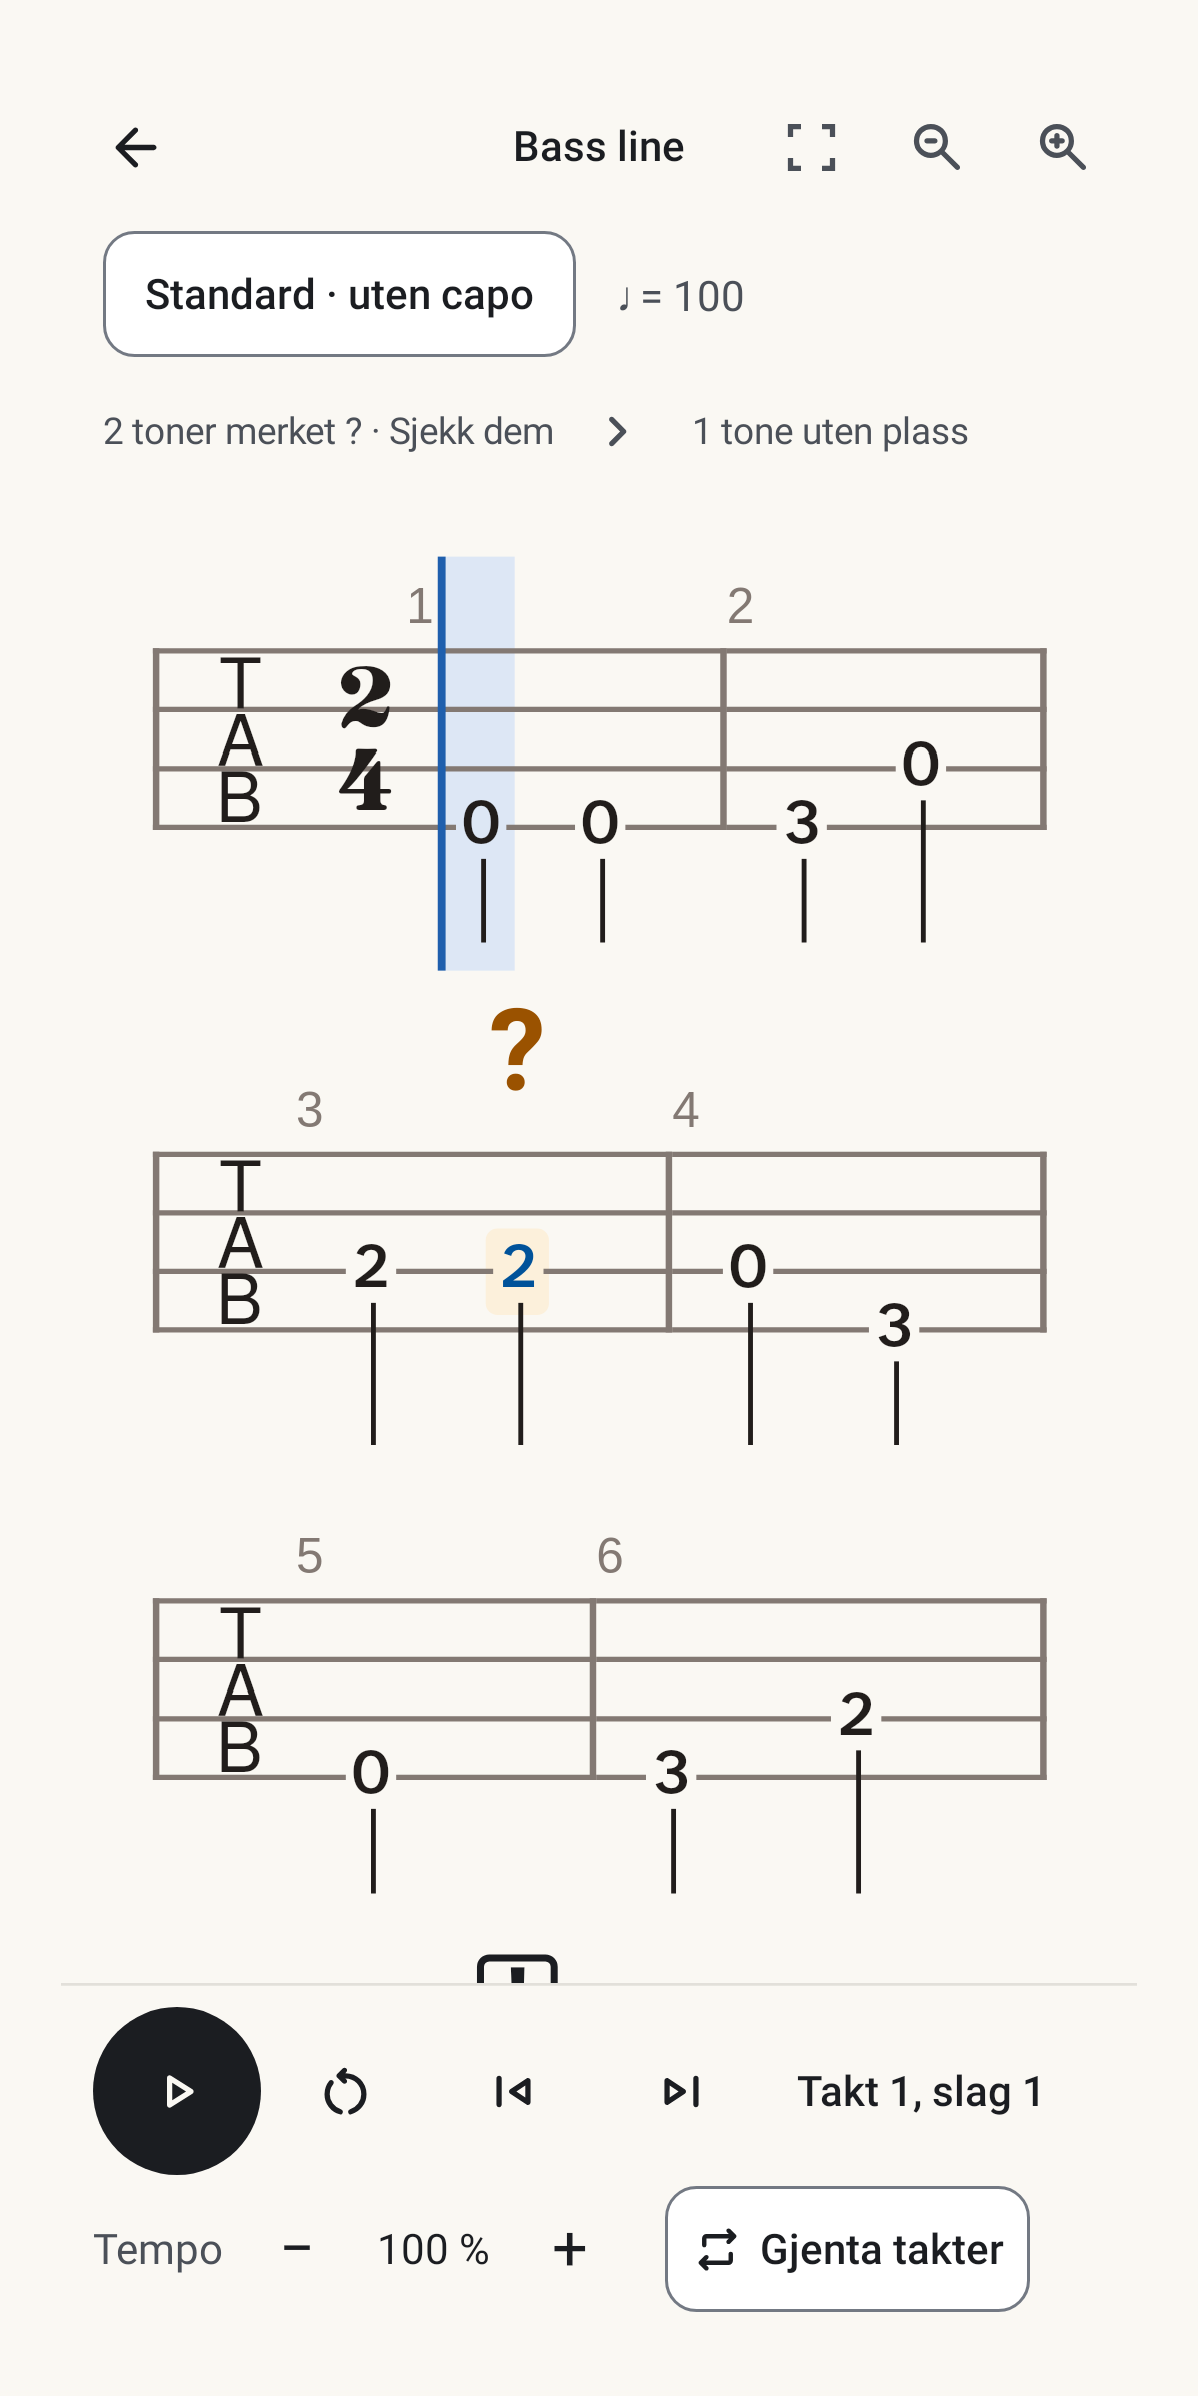 Bass line
Standard · uten capo
♩ = 100
2 toner merket ? · Sjekk dem
1 tone uten plass
1 2
T A B
2 4
0 0 3 0
?
3 4
T A B
2 2 0 3
5 6
T A B
0 3 2
Takt 1, slag 1
Tempo − 100 % +
Gjenta takter